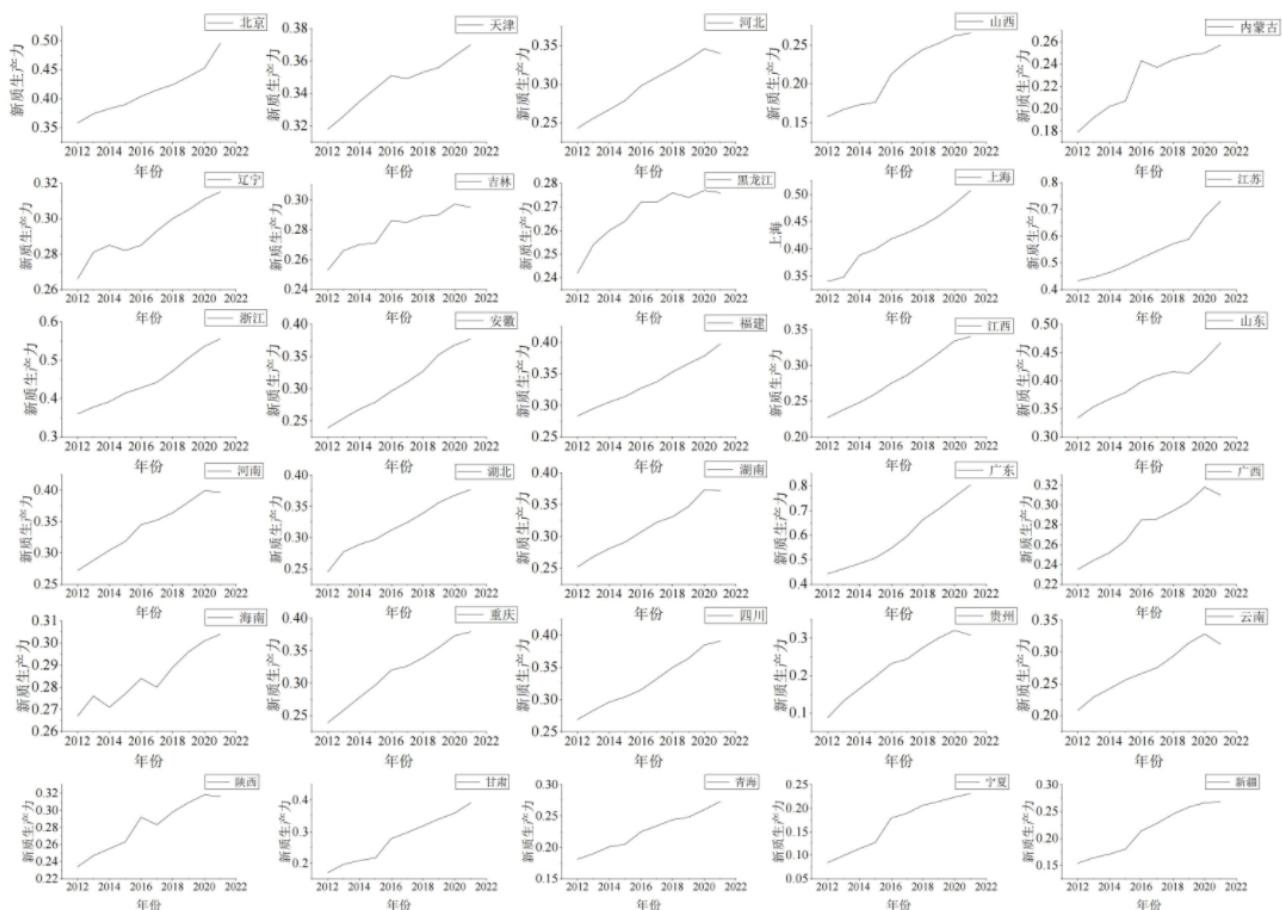 北京
新质生产力
0.50
0.45
0.40
0.35
2012 2014 2016 2018 2020 2022
年份
天津
新质生产力
0.38
0.36
0.34
0.32
2012 2014 2016 2018 2020 2022
年份
河北
新质生产力
0.35
0.30
0.25
2012 2014 2016 2018 2020 2022
年份
山西
新质生产力
0.25
0.20
0.15
2012 2014 2016 2018 2020 2022
年份
内蒙古
新质生产力
0.26
0.24
0.22
0.20
0.18
2012 2014 2016 2018 2020 2022
年份
辽宁
新质生产力
0.32
0.30
0.28
0.26
2012 2014 2016 2018 2020 2022
年份
吉林
新质生产力
0.30
0.28
0.26
0.24
2012 2014 2016 2018 2020 2022
年份
黑龙江
新质生产力
0.28
0.27
0.26
0.25
0.24
2012 2014 2016 2018 2020 2022
年份
上海
上海
0.50
0.45
0.40
0.35
2012 2014 2016 2018 2020 2022
年份
江苏
新质生产力
0.8
0.7
0.6
0.5
0.4
2012 2014 2016 2018 2020 2022
年份
浙江
新质生产力
0.6
0.5
0.4
0.3
2012 2014 2016 2018 2020 2022
年份
安徽
新质生产力
0.40
0.35
0.30
0.25
2012 2014 2016 2018 2020 2022
年份
福建
新质生产力
0.40
0.35
0.30
0.25
2012 2014 2016 2018 2020 2022
年份
江西
新质生产力
0.35
0.30
0.25
0.20
2012 2014 2016 2018 2020 2022
年份
山东
新质生产力
0.50
0.45
0.40
0.35
0.30
2012 2014 2016 2018 2020 2022
年份
河南
新质生产力
0.40
0.35
0.30
0.25
2012 2014 2016 2018 2020 2022
年份
湖北
新质生产力
0.40
0.35
0.30
0.25
2012 2014 2016 2018 2020 2022
年份
湖南
新质生产力
0.40
0.35
0.30
0.25
2012 2014 2016 2018 2020 2022
年份
广东
新质生产力
0.8
0.7
0.6
0.5
0.4
2012 2014 2016 2018 2020 2022
年份
广西
新质生产力
0.32
0.30
0.28
0.26
0.24
0.22
2012 2014 2016 2018 2020 2022
年份
海南
新质生产力
0.31
0.30
0.29
0.28
0.27
0.26
2012 2014 2016 2018 2020 2022
年份
重庆
新质生产力
0.40
0.35
0.30
0.25
2012 2014 2016 2018 2020 2022
年份
四川
新质生产力
0.40
0.35
0.30
0.25
2012 2014 2016 2018 2020 2022
年份
贵州
新质生产力
0.3
0.2
0.1
2012 2014 2016 2018 2020 2022
年份
云南
新质生产力
0.35
0.30
0.25
0.20
2012 2014 2016 2018 2020 2022
年份
陕西
新质生产力
0.32
0.30
0.28
0.26
0.24
0.22
2012 2014 2016 2018 2020 2022
年份
甘肃
新质生产力
0.4
0.3
0.2
2012 2014 2016 2018 2020 2022
年份
青海
新质生产力
0.30
0.25
0.20
0.15
2012 2014 2016 2018 2020 2022
年份
宁夏
新质生产力
0.25
0.20
0.15
0.10
0.05
2012 2014 2016 2018 2020 2022
年份
新疆
新质生产力
0.30
0.25
0.20
0.15
2012 2014 2016 2018 2020 2022
年份